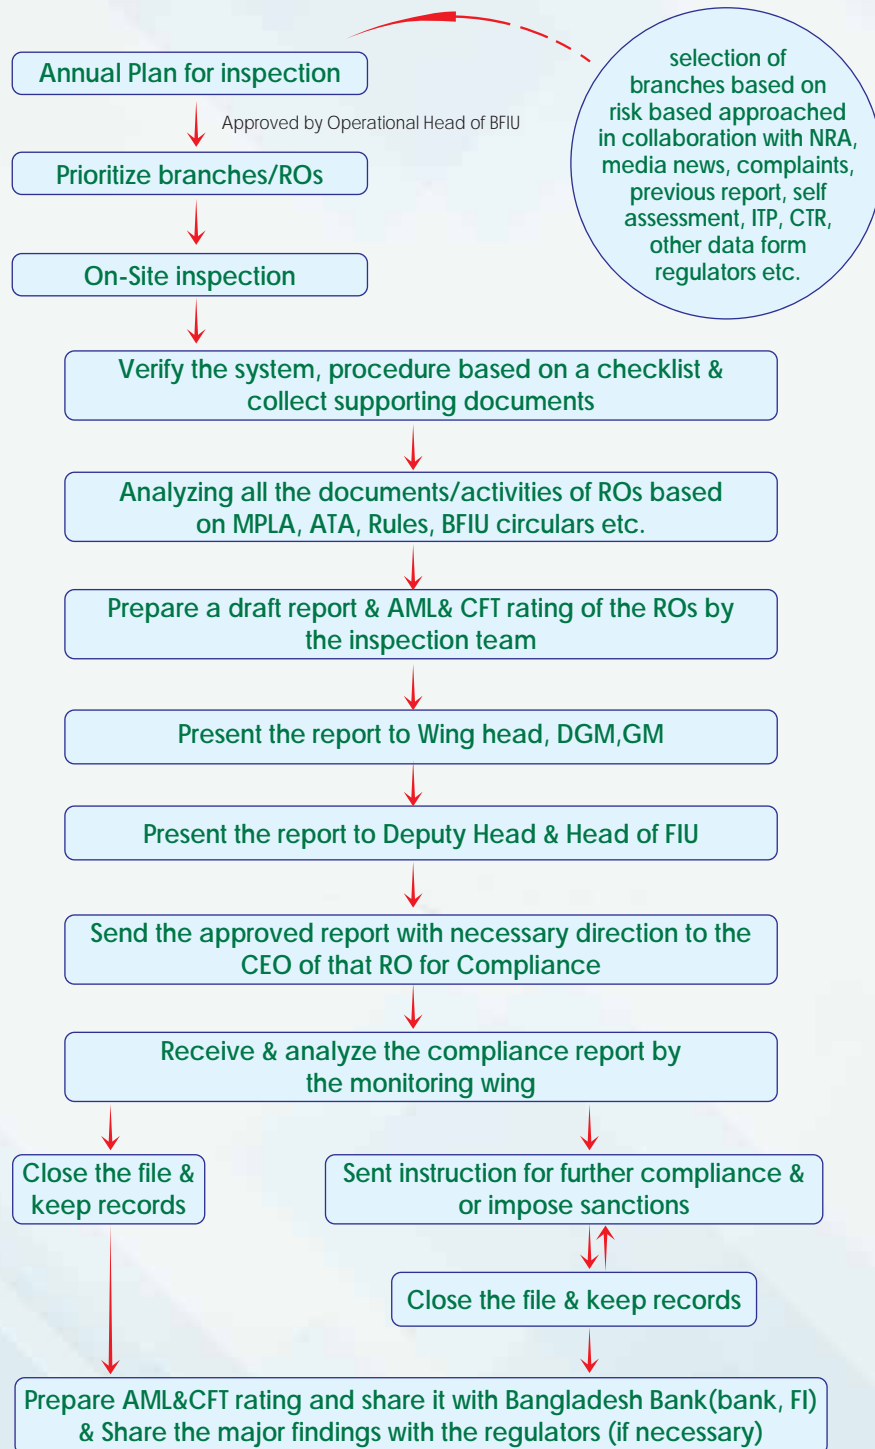 Annual Plan for inspection
selection of
branches based on
risk based approached
in collaboration with NRA,
media news, complaints,
previous report, self
assessment, ITP, CTR,
other data form
regulators etc.
Approved by Operational Head of BFIU
Prioritize branches/ROs
On-Site inspection
Verify the system, procedure based on a checklist &
collect supporting documents
Analyzing all the documents/activities of ROs based
on MPLA, ATA, Rules, BFIU circulars etc.
Prepare a draft report & AML& CFT rating of the ROs by
the inspection team
Present the report to Wing head, DGM,GM
Present the report to Deputy Head & Head of FIU
Send the approved report with necessary direction to the
CEO of that RO for Compliance
Receive & analyze the compliance report by
the monitoring wing
Close the file &
keep records
Sent instruction for further compliance &
or impose sanctions
Close the file & keep records
Prepare AML&CFT rating and share it with Bangladesh Bank(bank, FI)
& Share the major findings with the regulators (if necessary)